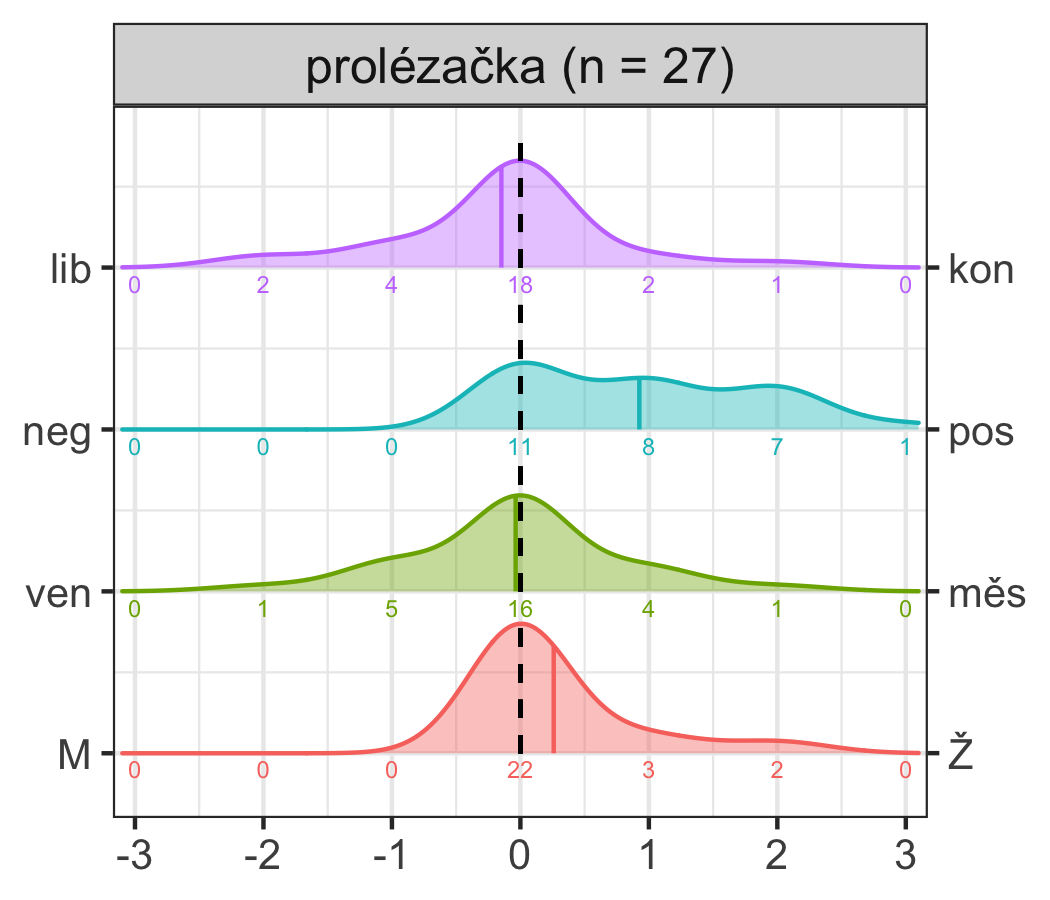 prolézačka (n = 27)
lib kon
0 2 4 18 2 1 0
neg pos
0 0 0 11 8 7 1
ven měs
0 1 5 16 4 1 0
M Ž
0 0 0 22 3 2 0
-3 -2 -1 0 1 2 3